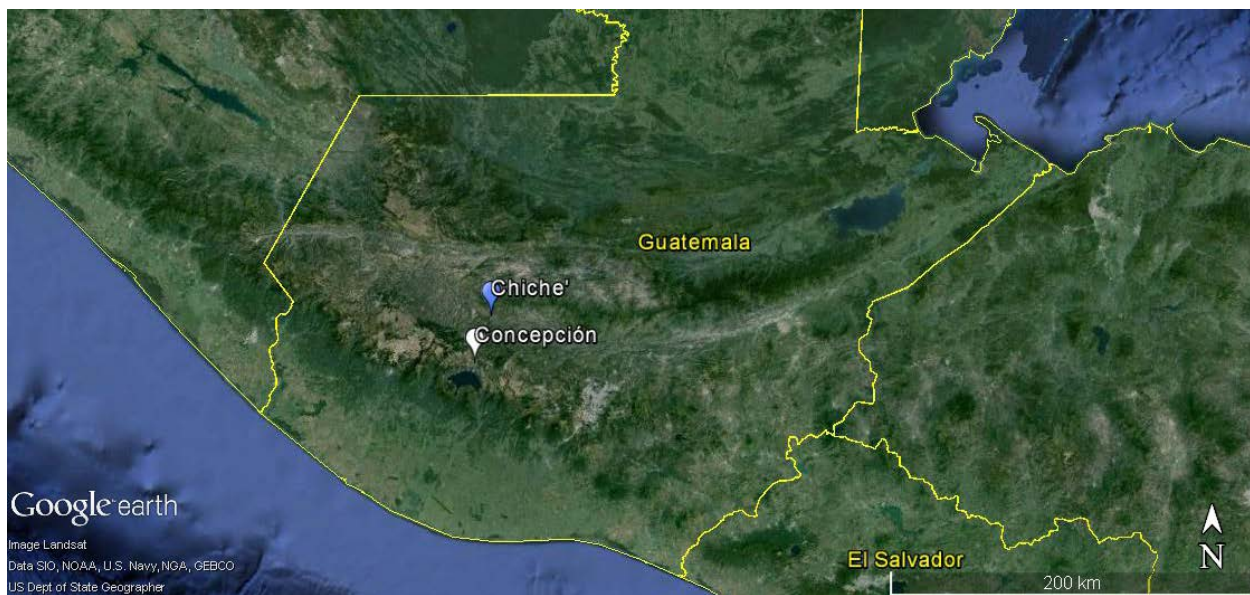 Guatemala
Chiche'
Concepción
Google earth
Image Landsat
Data SIO, NOAA, U.S. Navy, NGA, GEBCO
US Dept of State Geographer
El Salvador
N
200 km